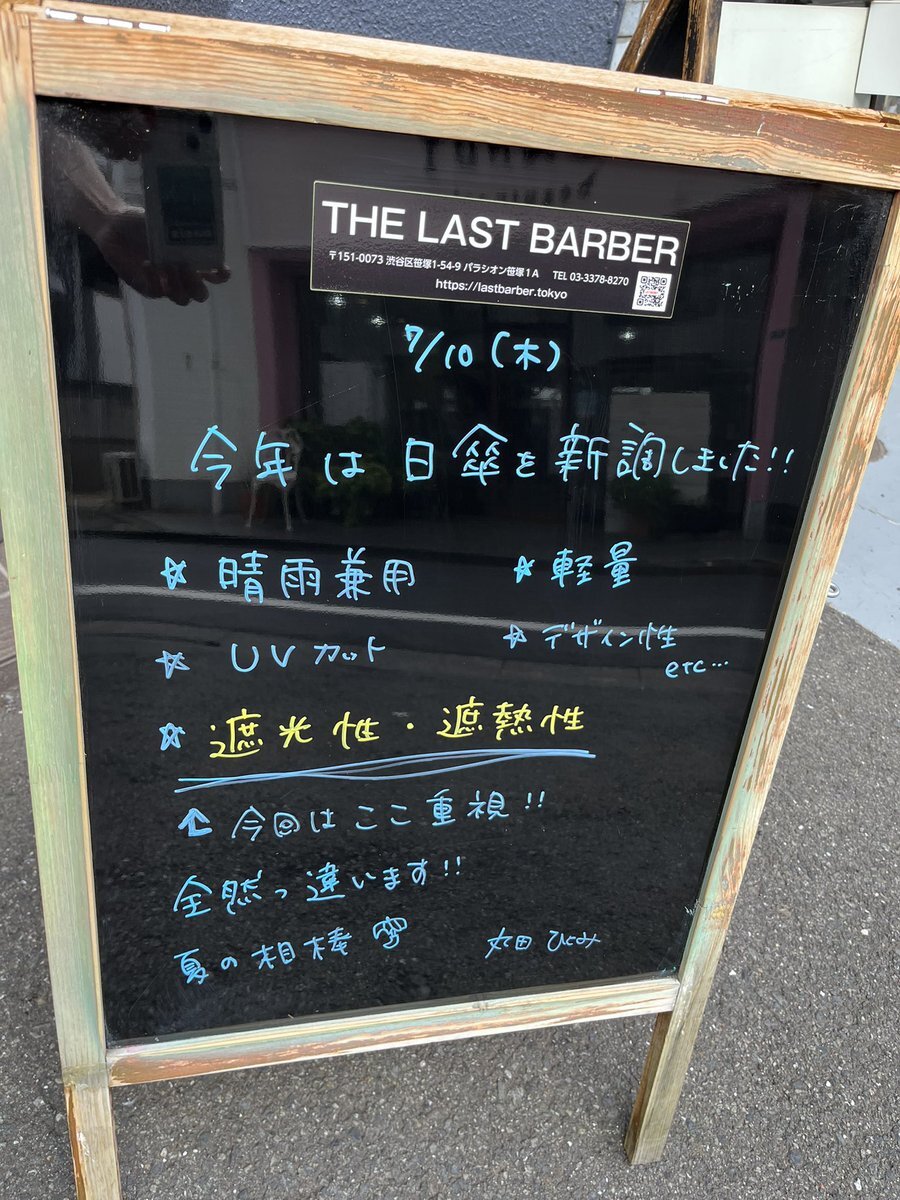 THE LAST BARBER
〒151-0073 渋谷区笹塚1-54-9 パラシオン笹塚1A TEL 03-3378-8270
https://lastbarber.tokyo
7/10(木)
今年は日傘を新調しました!!
☆ 晴雨兼用
☆ 軽量
☆ UVカット
☆ デザイン性
etc…
☆ 遮光性・遮熱性
↑ 今回はここ重視!!
全然っ違います!!
夏の相棒
太田 ひとみ